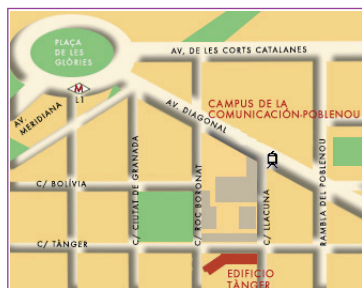 PLAÇA
DE LES
GLÒRIES
AV. DE LES CORTS CATALANES
M
L1
AV.
MERIDIANA
AV. DIAGONAL
CAMPUS DE LA
COMUNICACIÓN-POBLENOU
C/ BOLÍVIA
C/ CIUTAT DE GRANADA
C/ ROC BORONAT
C/ LLACUNA
RAMBLA DEL POBLENOU
C/ TÀNGER
EDIFICIO
TÀNGER